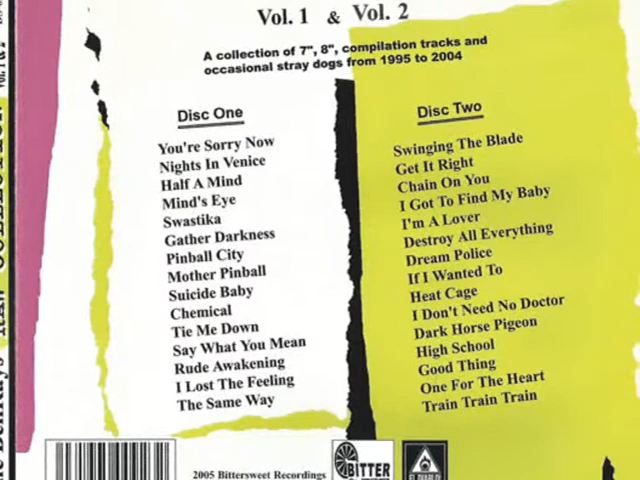 Vol. 1 & Vol. 2
A collection of 7", 8", compilation tracks and
occasional stray dogs from 1995 to 2004
Disc One
You're Sorry Now
Nights In Venice
Half A Mind
Mind's Eye
Swastika
Gather Darkness
Pinball City
Mother Pinball
Suicide Baby
Chemical
Tie Me Down
Say What You Mean
Rude Awakening
I Lost The Feeling
The Same Way
Disc Two
Swinging The Blade
Get It Right
Chain On You
I Got To Find My Baby
I'm A Lover
Destroy All Everything
Dream Police
If I Wanted To
Heat Cage
I Don't Need No Doctor
Dark Horse Pigeon
High School
Good Thing
One For The Heart
Train Train Train
2005 Bittersweet Recordings
BITTER